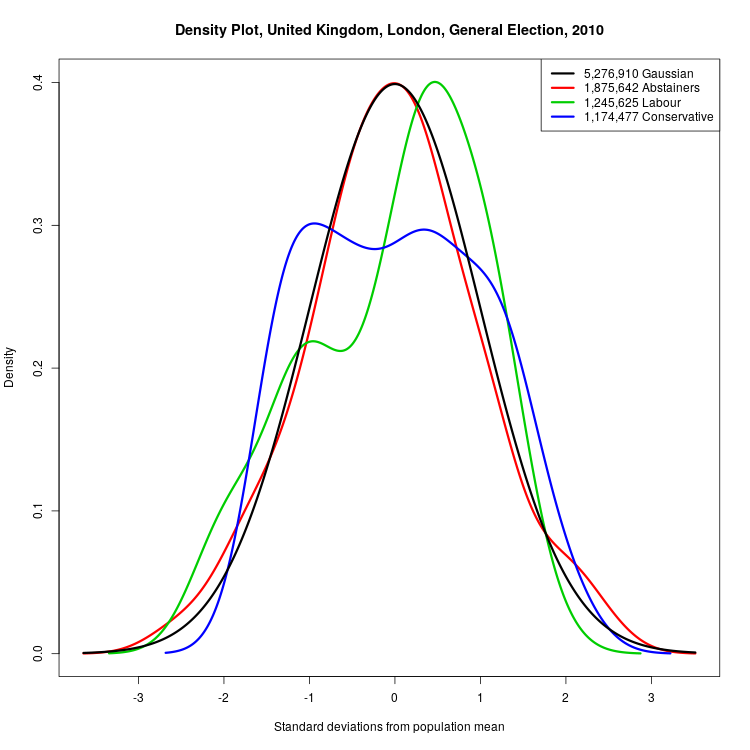 Density Plot, United Kingdom, London, General Election, 2010
5,276,910 Gaussian
1,875,642 Abstainers
1,245,625 Labour
1,174,477 Conservative
Density
0.4
0.3
0.2
0.1
0.0
-3 -2 -1 0 1 2 3
Standard deviations from population mean